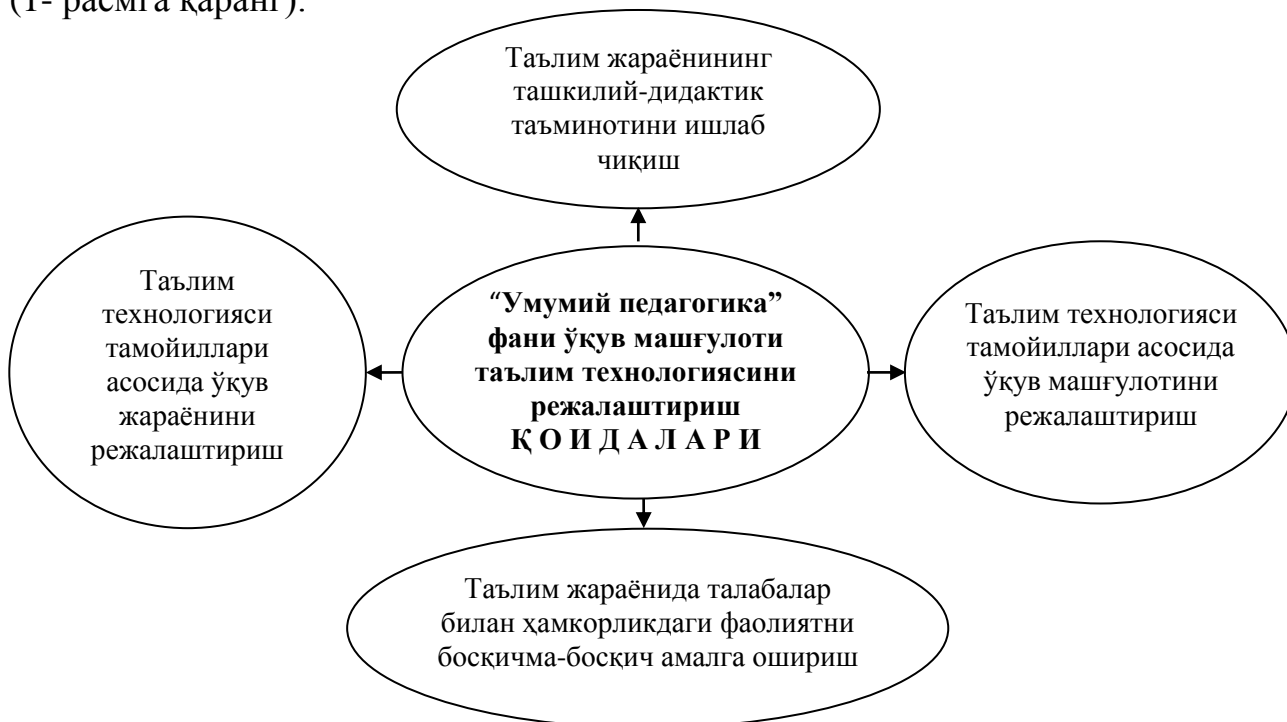 (1- расмга қаранг).
Таълим жараёнининг
ташкилий-дидактик
таъминотини ишлаб
чиқиш
Таълим
технологияси
тамойиллари
асосида ўқув
жараёнини
режалаштириш
“Умумий педагогика”
фани ўқув машғулоти
таълим технологиясини
режалаштириш
Қ О И Д А Л А Р И
Таълим технологияси
тамойиллари асосида
ўқув машғулотини
режалаштириш
Таълим жараёнида талабалар
билан ҳамкорликдаги фаолиятни
босқичма-босқич амалга ошириш